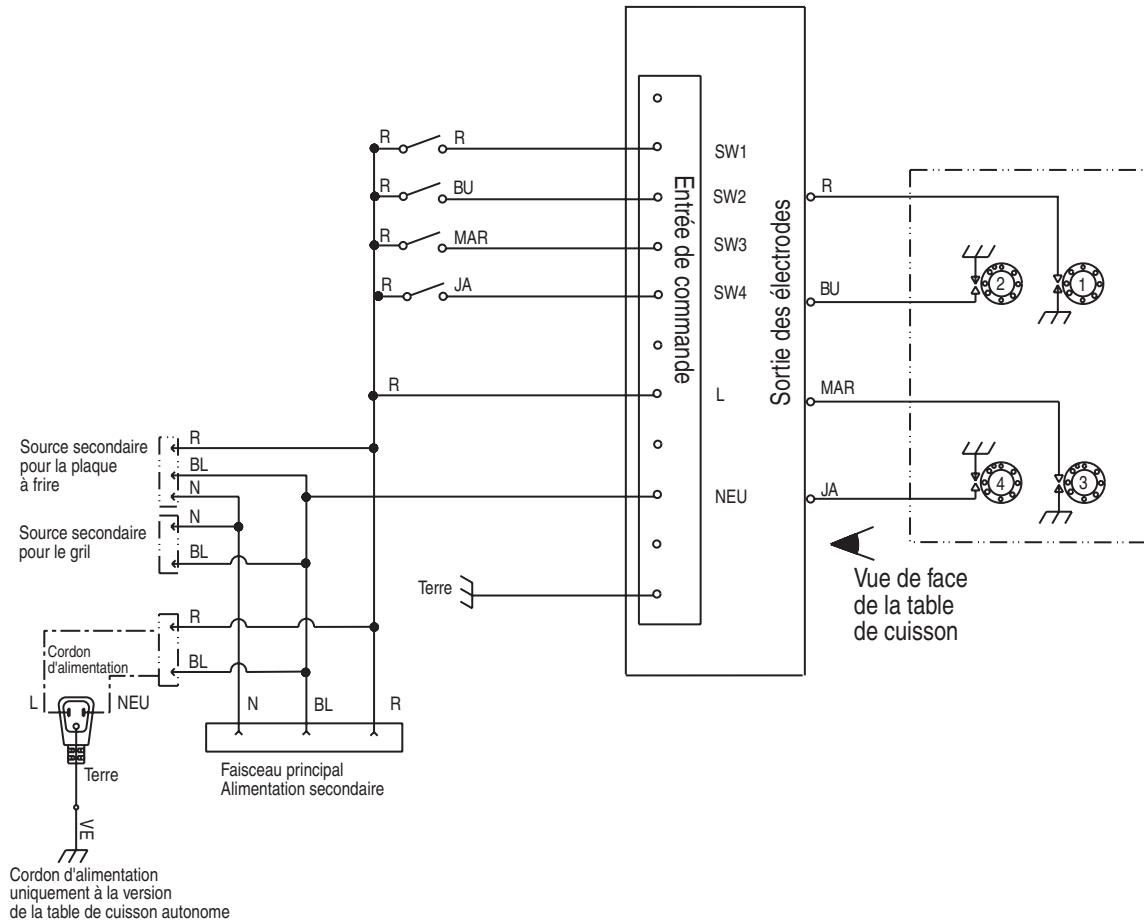 R
R
SW1
R
BU
SW2
R
R
MAR
SW3
R
JA
SW4
Entrée de commande
Sortie des électrodes
2
1
BU
R
L
MAR
Source secondaire
pour la plaque
à frire
R
BL
N
NEU
JA
4
3
Source secondaire
pour le gril
N
BL
Terre
Vue de face
de la table
de cuisson
R
BL
Cordon
d'alimentation
L
NEU
N
BL
R
Terre
Faisceau principal
Alimentation secondaire
VE
Cordon d'alimentation
uniquement à la version
de la table de cuisson autonome